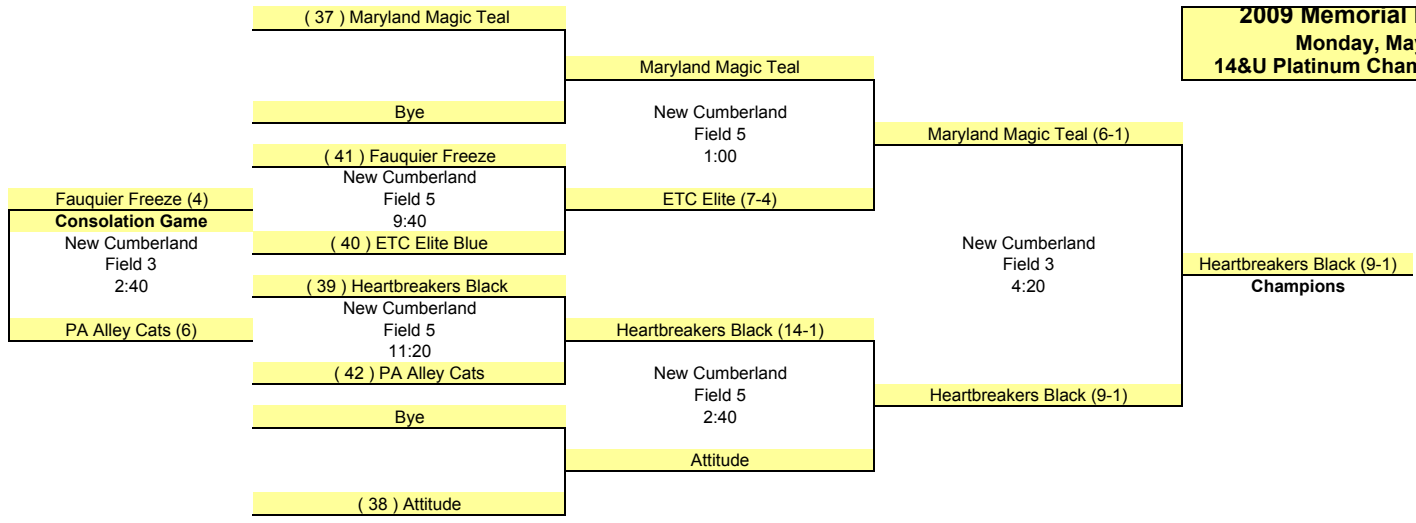 ( 37 ) Maryland Magic Teal
2009 Memorial
Monday, May
14&U Platinum Cham
Maryland Magic Teal
Bye
New Cumberland
Field 5
1:00
Maryland Magic Teal (6-1)
( 41 ) Fauquier Freeze
New Cumberland
Field 5
9:40
( 40 ) ETC Elite Blue
Fauquier Freeze (4)
Consolation Game
New Cumberland
Field 3
2:40
PA Alley Cats (6)
ETC Elite (7-4)
New Cumberland
Field 3
4:20
Heartbreakers Black (9-1)
Champions
( 39 ) Heartbreakers Black
New Cumberland
Field 5
11:20
( 42 ) PA Alley Cats
Heartbreakers Black (14-1)
New Cumberland
Field 5
2:40
Heartbreakers Black (9-1)
Bye
Attitude
( 38 ) Attitude